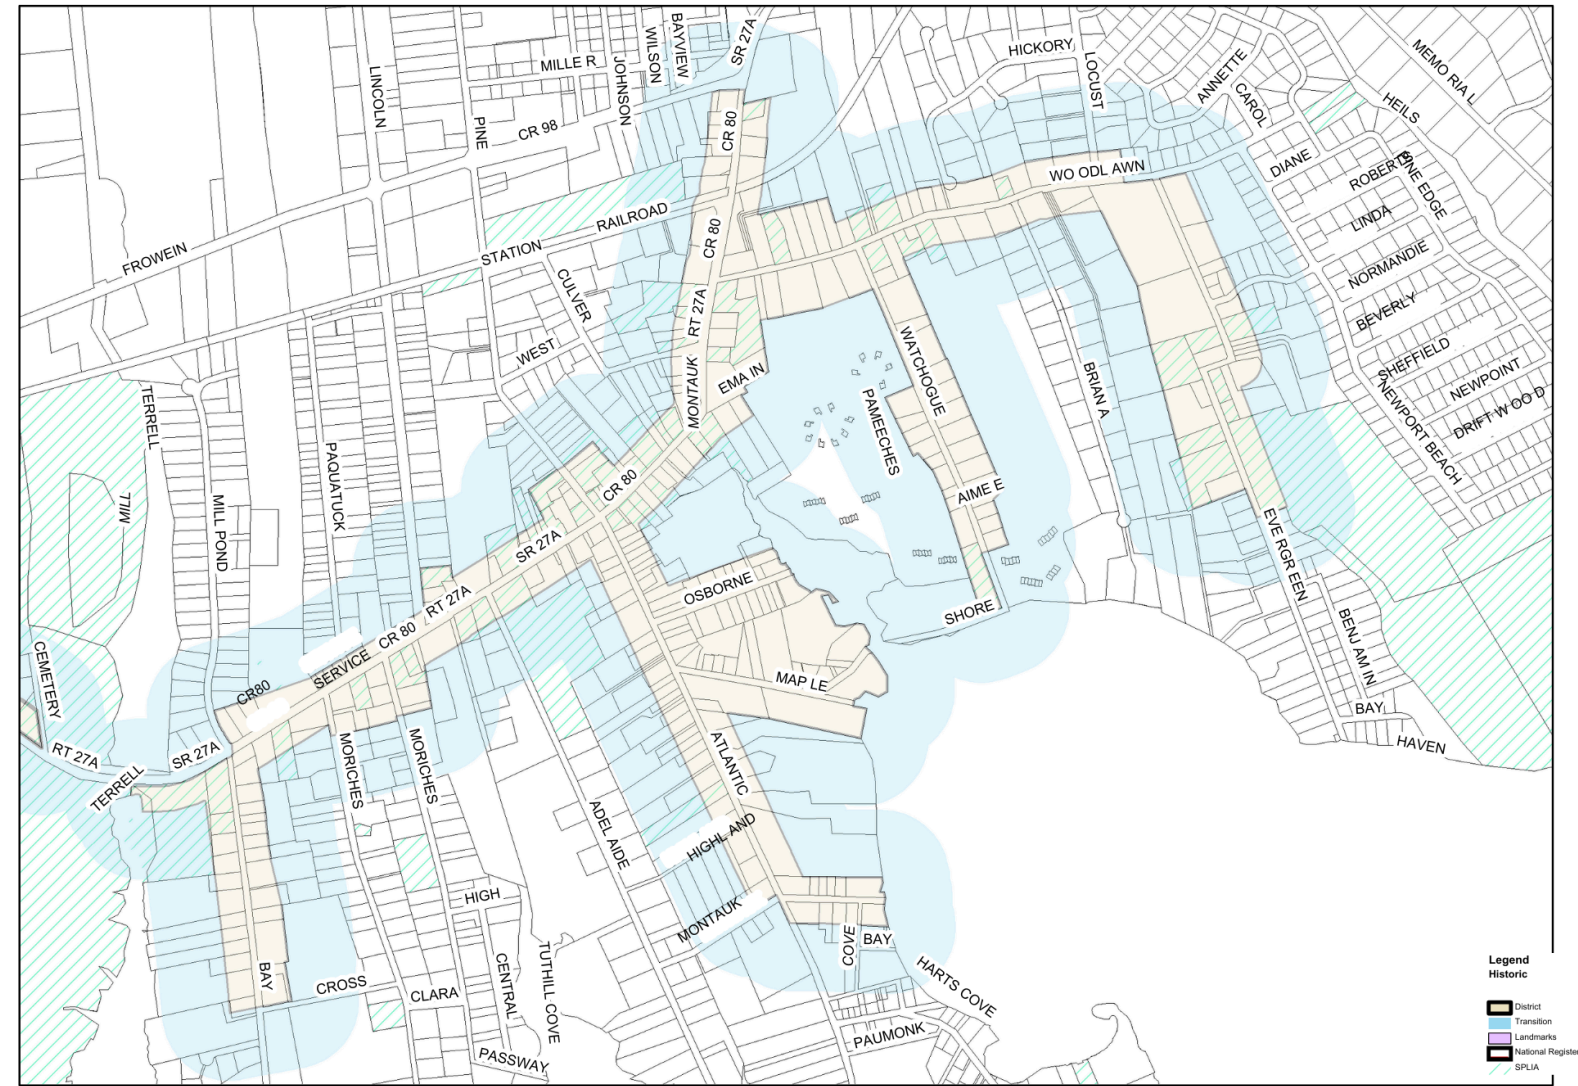 BAYVIEW
WILSON
SR 27A
MILLE R
JOHNSON
LINCOLN
PINE
CR 98
CR 80
HICKORY
LOCUST
ANNETTE
CAROL
MEMO RIA L
HEILS
DIANE
ROBERTS
PINE EDGE
LINDA
NORMANDIE
BEVERLY
SHEFFIELD
NEWPOINT
DRIFT W OO D
NEWPORT BEACH
WO ODL AWN
RAILROAD
STATION
FROWEIN
CR 80
CULVER
RT 27A
WEST
MONTAUK
EMA IN
WATCHOGUE
PAMEECHES
BRIAN A
TERRELL
PAQUATUCK
MILL
MILL POND
CR 80
SR 27A
AIME E
EVE RGR EEN
OSBORNE
SHORE
BENJ AM IN
RT 27A
CR 80
SERVICE
CR80
CEMETERY
MAP LE
BAY
HAVEN
RT 27A
SR 27A
TERRELL
MORICHES
MORICHES
ATLANTIC
ADEL AIDE
HIGHL AND
HIGH
MONTAUK
COVE
BAY
TUTHILL COVE
CENTRAL
BAY
CROSS
CLARA
HARTS COVE
PAUMONK
PASSWAY
Legend
Historic
District
Transition
Landmarks
National Register
SPLIA